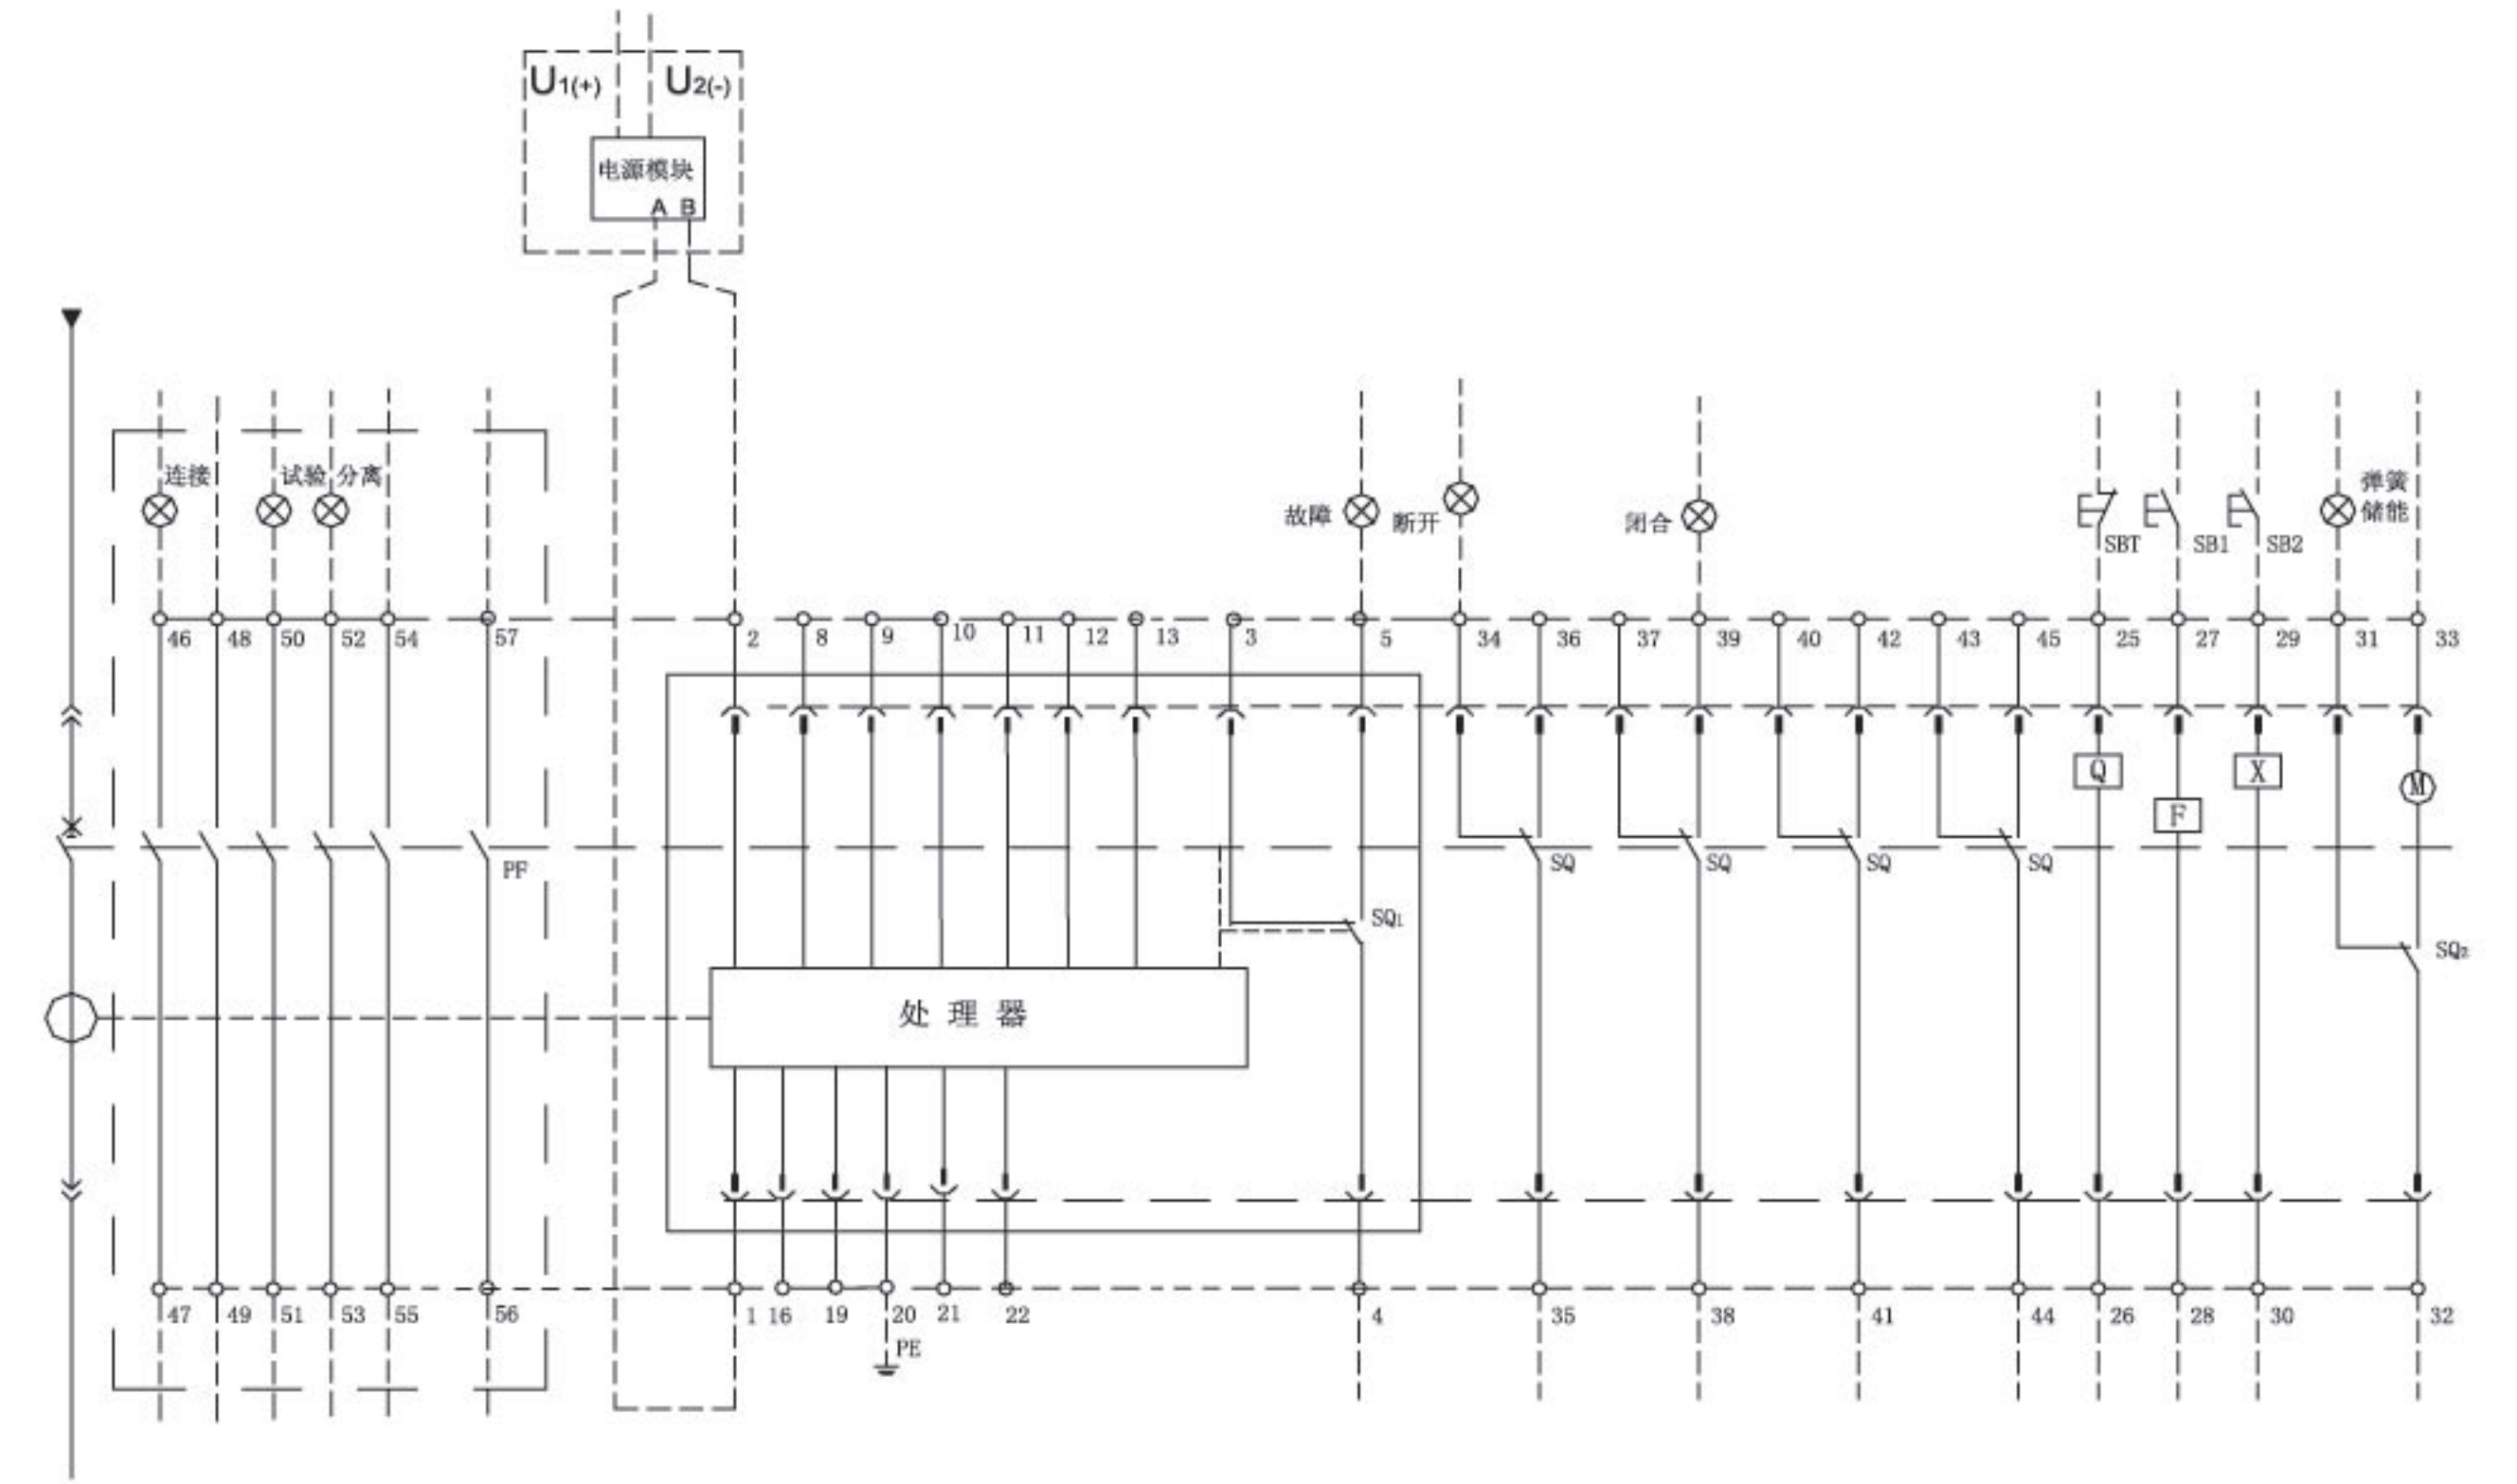 U1(+) U2(-)
电源模块
A B
连接 试验 分离
故障 断开 闭合
弹簧
储能
SBT SB1 SB2
46 48 50 52 54 57 2 8 9 10 11 12 13 3 5 34 36 37 39 40 42 43 45 25 27 29 31 33
Q X M
F
PF SQ SQ SQ SQ
SQ1
SQ2
处理器
47 49 51 53 55 56 1 16 19 20 21 22 4 35 38 41 44 26 28 30 32
PE